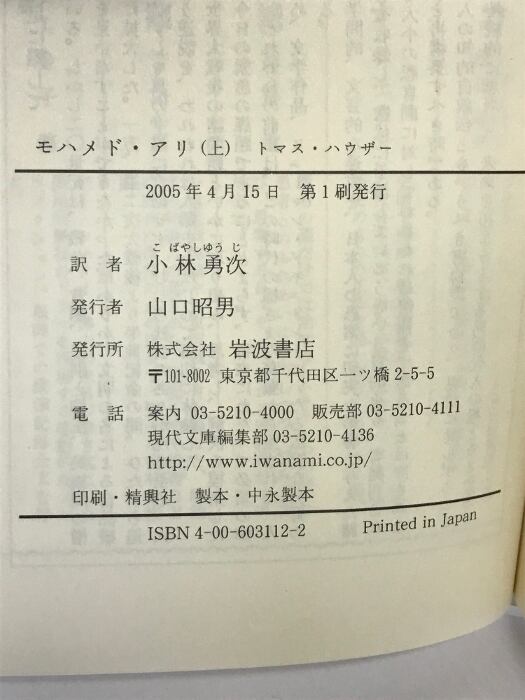 モハメド・アリ(上) トマス・ハウザー
2005年4月15日 第1刷発行
こばやしゆうじ
訳者 小林勇次
発行者 山口昭男
発行所 株式会社 岩波書店
〒101-8002 東京都千代田区一ツ橋2-5-5
電話 案内 03-5210-4000 販売部 03-5210-4111
現代文庫編集部 03-5210-4136
http://www.iwanami.co.jp/
印刷・精興社 製本・中永製本
ISBN 4-00-603112-2 Printed in Japan